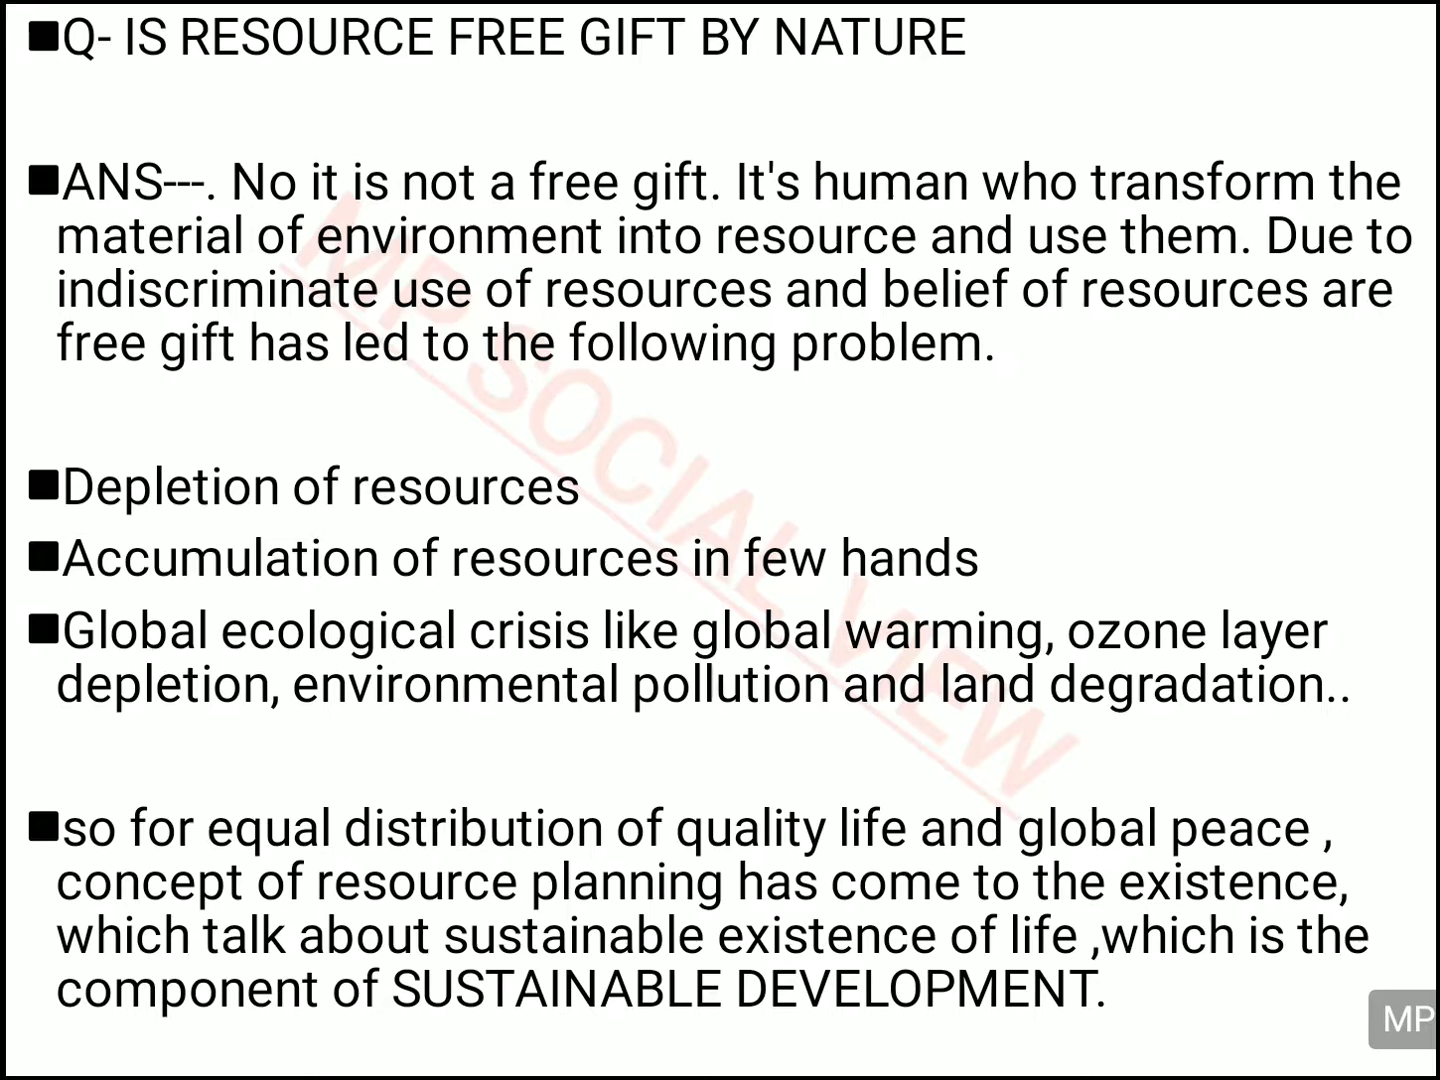 ■Q- IS RESOURCE FREE GIFT BY NATURE
■ANS---. No it is not a free gift. It's human who transform the
material of environment into resource and use them. Due to
indiscriminate use of resources and belief of resources are
free gift has led to the following problem.
■Depletion of resources
■Accumulation of resources in few hands
■Global ecological crisis like global warming, ozone layer
depletion, environmental pollution and land degradation..
■so for equal distribution of quality life and global peace ,
concept of resource planning has come to the existence,
which talk about sustainable existence of life ,which is the
component of SUSTAINABLE DEVELOPMENT.
MP
MP SOCIAL VIEW